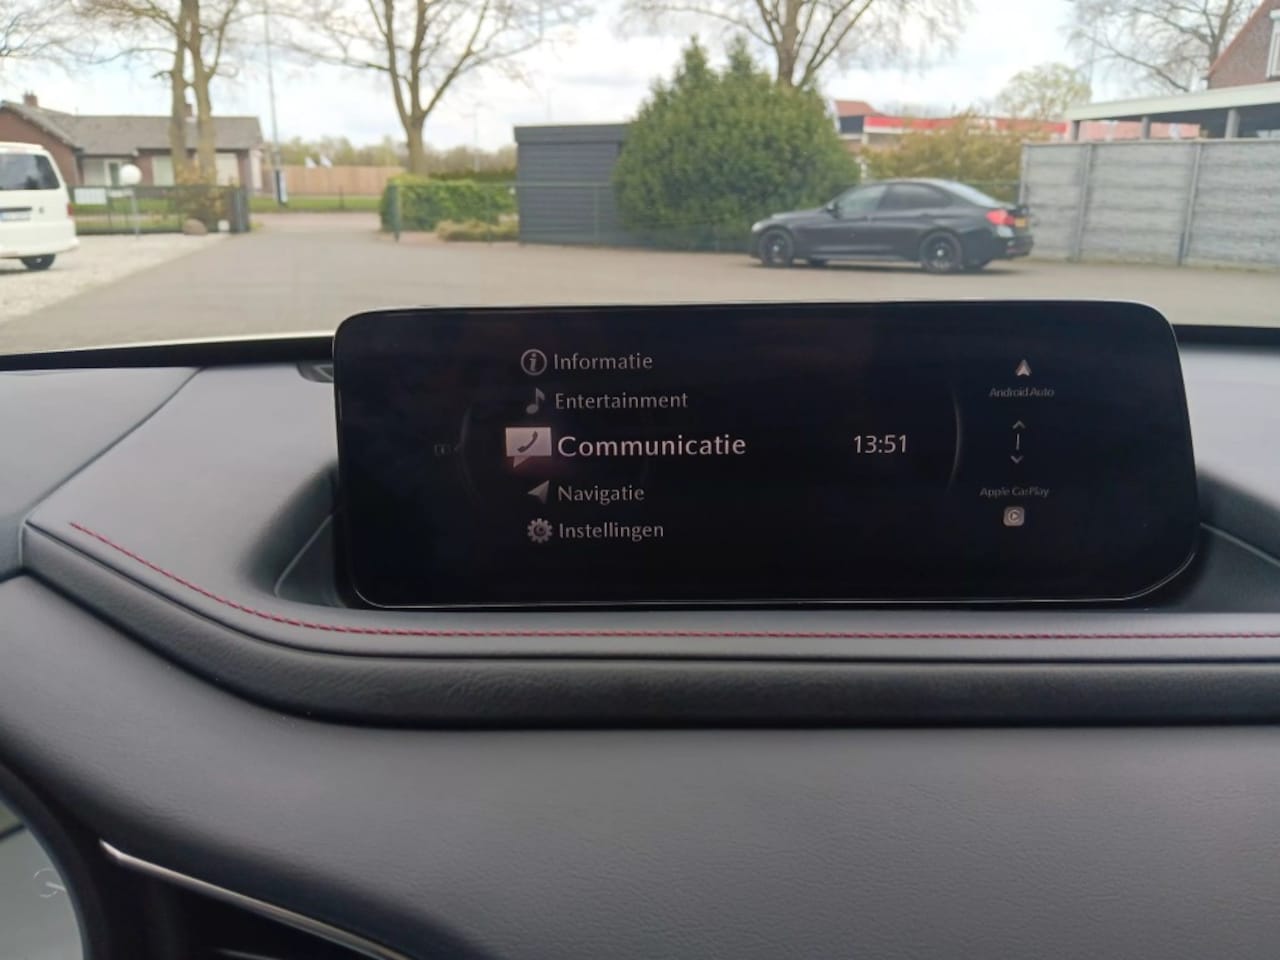 Informatie
Entertainment
Communicatie
13:51
Navigatie
Instellingen
Android Auto
Apple CarPlay